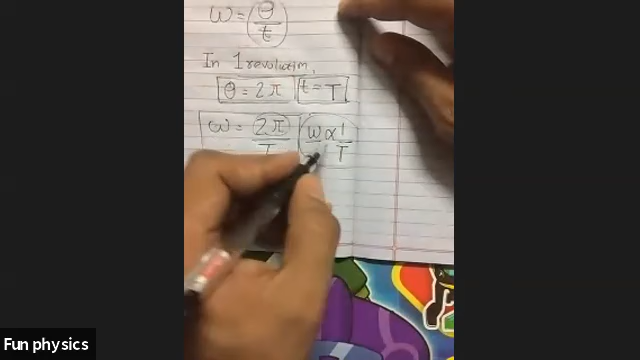 ω = θ/t
In 1 revolution,
θ = 2π t = T
ω = 2π/T ω ∝ 1/T
Fun physics